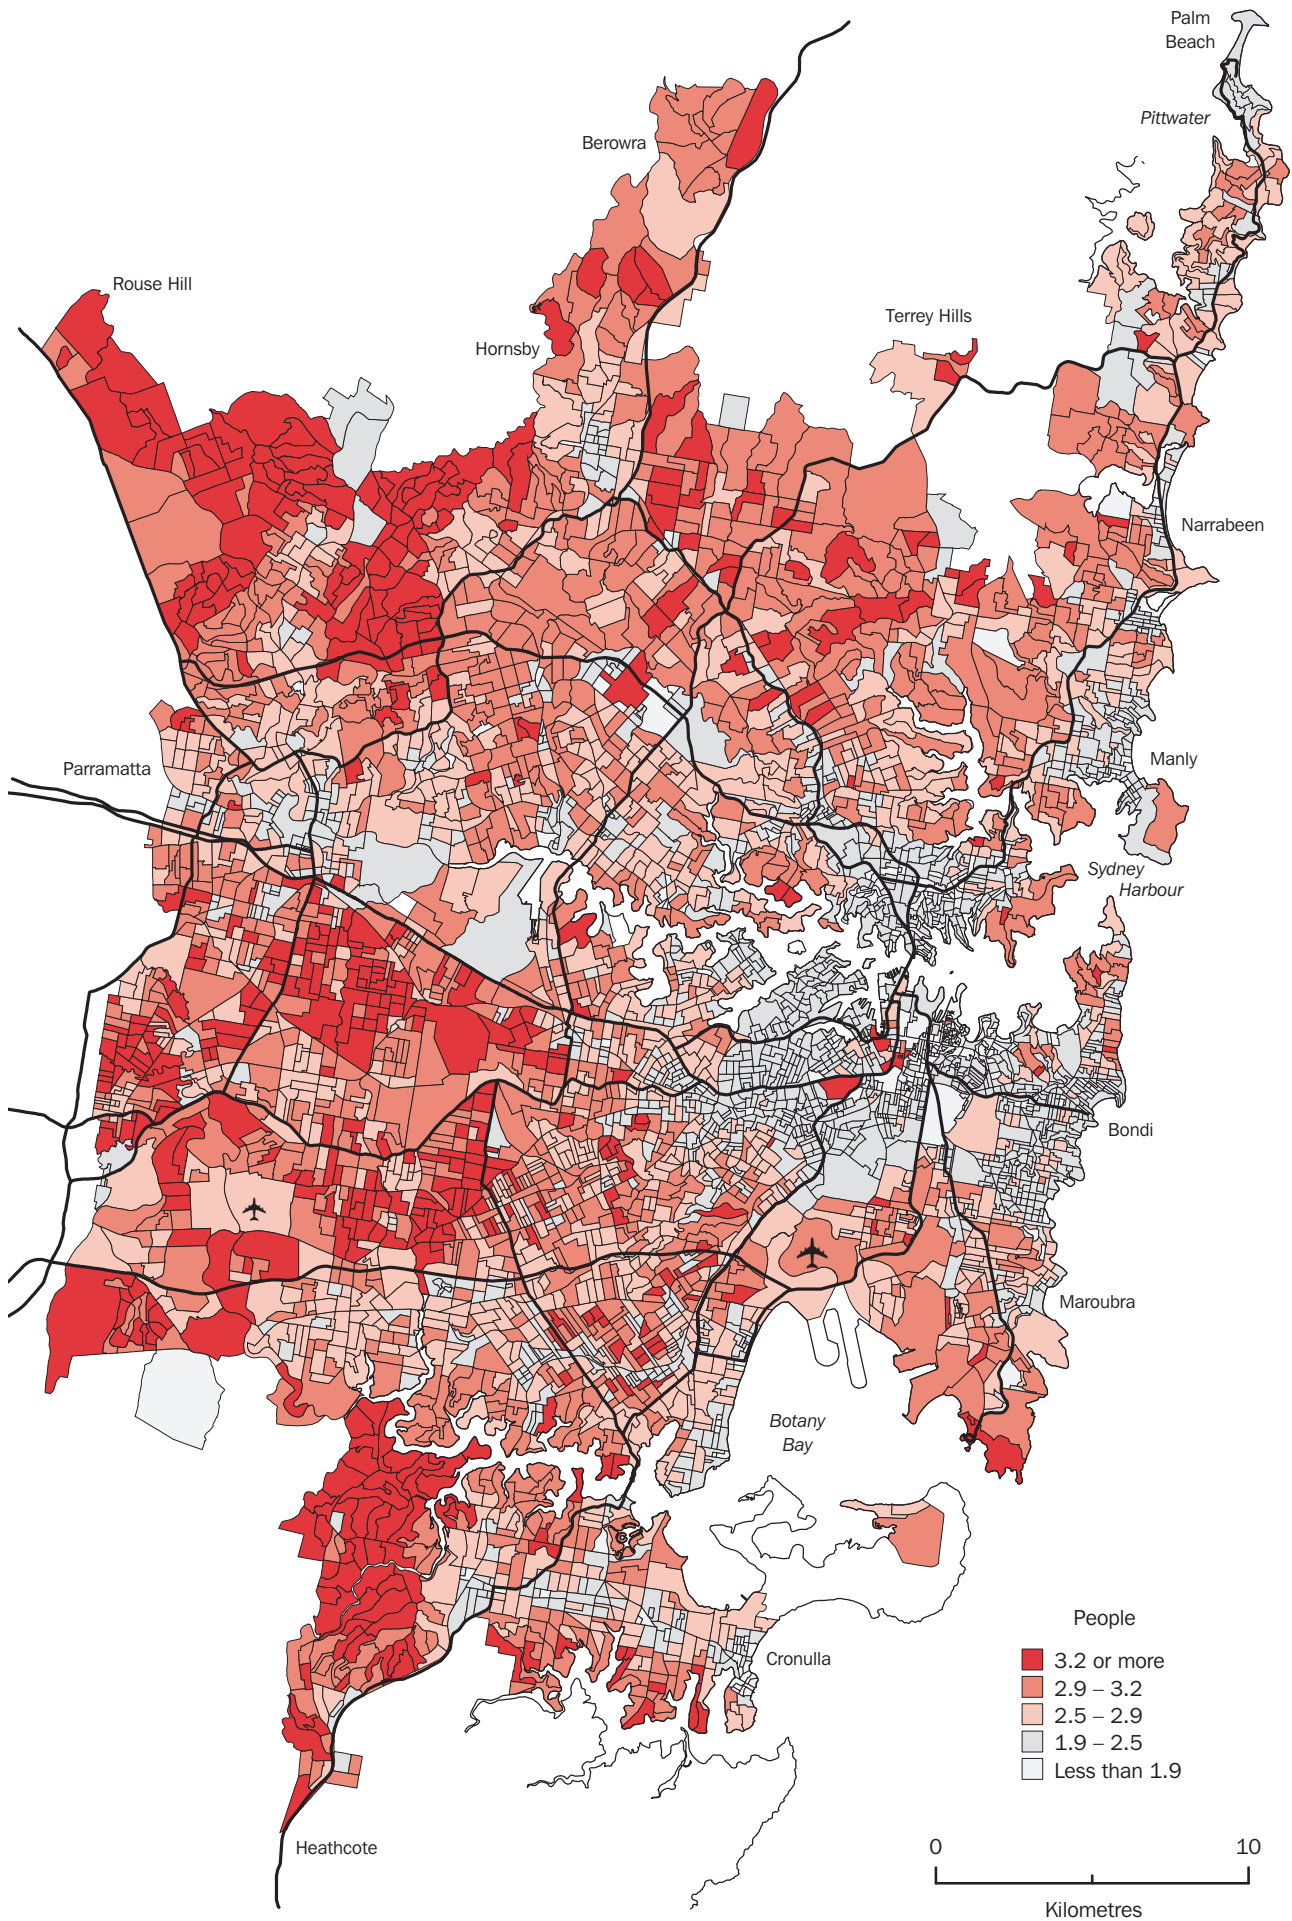 Palm
Beach
Pittwater
Berowra
Rouse Hill
Terrey Hills
Hornsby
Narrabeen
Manly
Parramatta
Sydney
Harbour
Bondi
Maroubra
Botany
Bay
Cronulla
Heathcote
People
3.2 or more
2.9 – 3.2
2.5 – 2.9
1.9 – 2.5
Less than 1.9
0 10
Kilometres